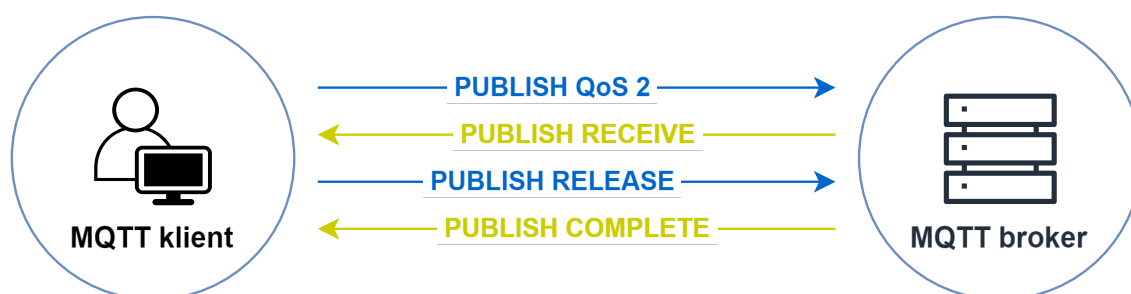 PUBLISH QoS 2
PUBLISH RECEIVE
PUBLISH RELEASE
PUBLISH COMPLETE
MQTT klient
MQTT broker